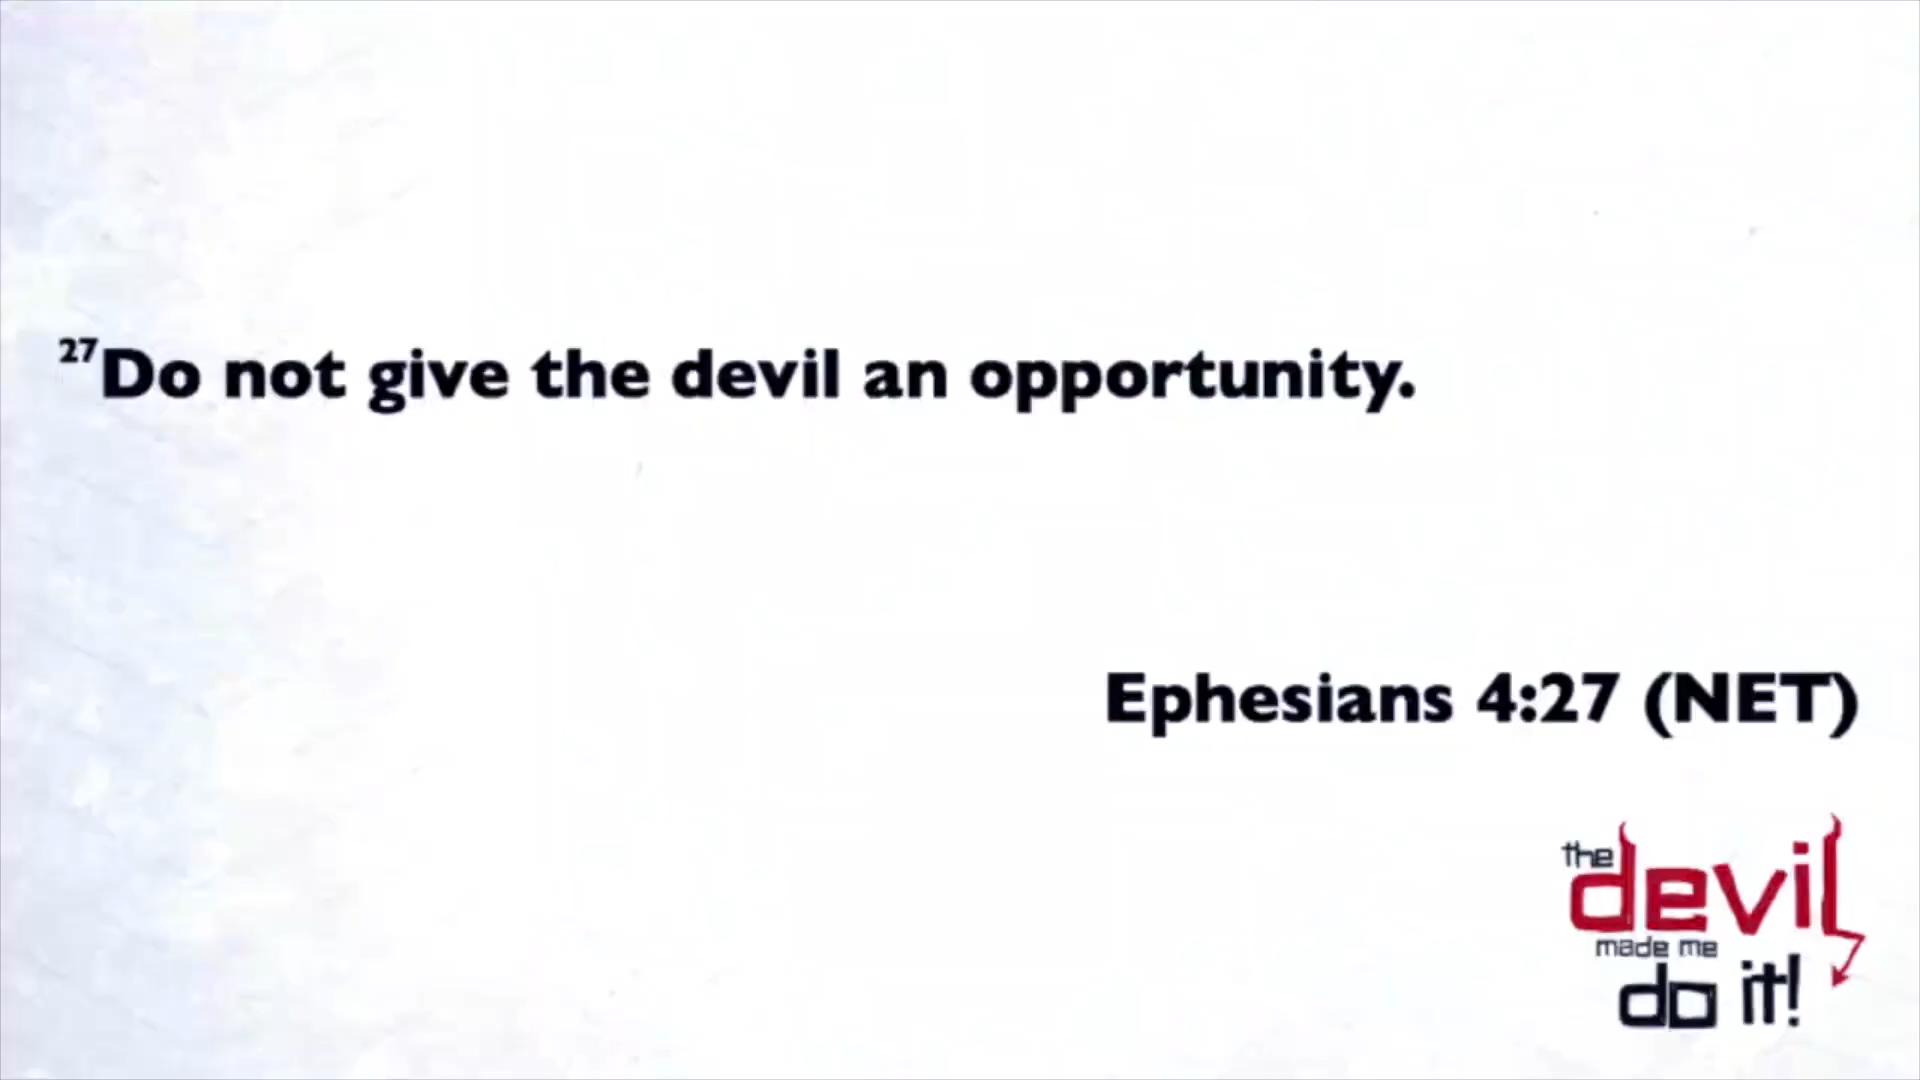 27Do not give the devil an opportunity.
Ephesians 4:27 (NET)
the
devil
made me
do it!